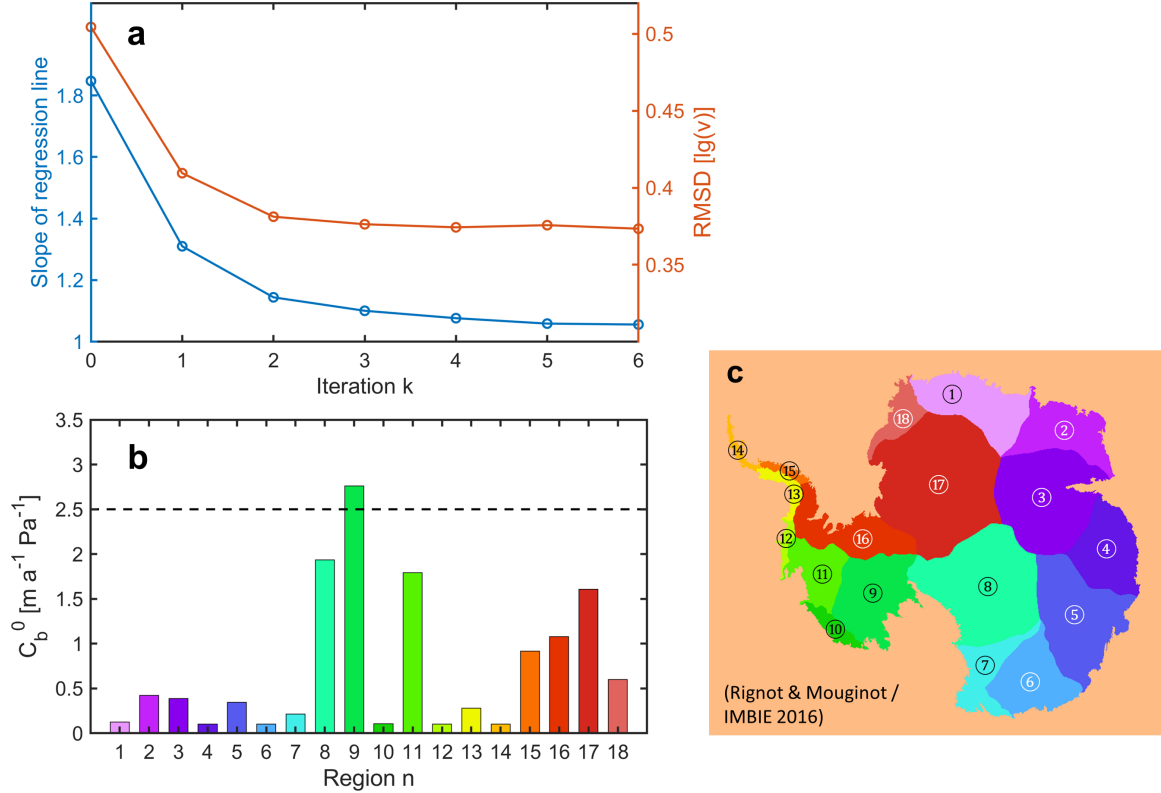 a
Slope of regression line
1.8
1.6
1.4
1.2
1
0.5
0.45
0.4
0.35
RMSD [lg(v)]
0 1 2 3 4 5 6
Iteration k
b
C_b^0 [m a^-1 Pa^-1]
3.5
3
2.5
2
1.5
1
0.5
0
1 2 3 4 5 6 7 8 9 10 11 12 13 14 15 16 17 18
Region n
c
1
18
2
14
15
17
13
3
12
16
4
11
9
8
5
10
7
6
(Rignot & Mouginot /
IMBIE 2016)